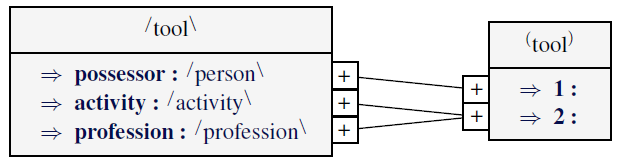 /tool\
⇒ possessor : /person\
⇒ activity : /activity\
⇒ profession : /profession\
+
+
+
+
+
(tool)
⇒ 1 :
⇒ 2 :